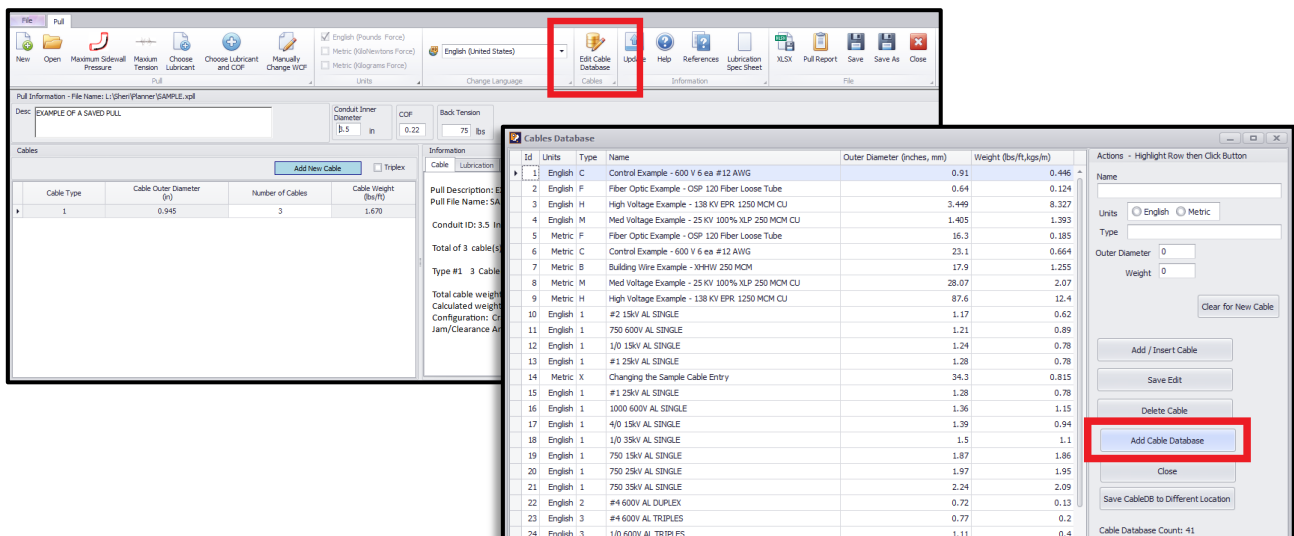 File Pull
New Open Maximum Sidewall Pressure Maxium Tension Choose Lubricant Choose Lubricant and COF Manually Change WCF
English (Pounds Force)
Metric (KiloNewtons Force)
Metric (Kilograms Force)
English (United States)
Edit Cable Database
Update Help References Lubrication Spec Sheet
XLSX Pull Report Save Save As Close
Pull Units Change Language Cables Information File
Pull Information - File Name: L:\Sheri\Planner\SAMPLE.xpll
Desc EXAMPLE OF A SAVED PULL
Conduit Inner Diameter
3.5 in
COF
0.22
Back Tension
75 lbs
Cables
Add New Cable Triplex
Cable Type Cable Outer Diameter (in) Number of Cables Cable Weight (lbs/ft)
1 0.945 3 1.670
Information
Cable Lubrication
Pull Description: E
Pull File Name: SA
Conduit ID: 3.5 In
Total of 3 cable(s)
Type #1 3 Cable
Total cable weight
Calculated weight
Configuration: Cr
Jam/Clearance An
Cables Database
Id Units Type Name Outer Diameter (inches, mm) Weight (lbs/ft,kgs/m)
1 English C Control Example - 600 V 6 ea #12 AWG 0.91 0.446
2 English F Fiber Optic Example - OSP 120 Fiber Loose Tube 0.64 0.124
3 English H High Voltage Example - 138 KV EPR 1250 MCM CU 3.449 8.327
4 English M Med Voltage Example - 25 KV 100% XLP 250 MCM CU 1.405 1.393
5 Metric F Fiber Optic Example - OSP 120 Fiber Loose Tube 16.3 0.185
6 Metric C Control Example - 600 V 6 ea #12 AWG 23.1 0.664
7 Metric B Building Wire Example - XHHW 250 MCM 17.9 1.255
8 Metric M Med Voltage Example - 25 KV 100% XLP 250 MCM CU 28.07 2.07
9 Metric H High Voltage Example - 138 KV EPR 1250 MCM CU 87.6 12.4
10 English 1 #2 15kV AL SINGLE 1.17 0.62
11 English 1 750 600V AL SINGLE 1.21 0.89
12 English 1 1/0 15kV AL SINGLE 1.24 0.78
13 English 1 #1 25kV AL SINGLE 1.28 0.78
14 Metric X Changing the Sample Cable Entry 34.3 0.815
15 English 1 #1 25kV AL SINGLE 1.28 0.78
16 English 1 1000 600V AL SINGLE 1.36 1.15
17 English 1 4/0 15kV AL SINGLE 1.39 0.94
18 English 1 1/0 35kV AL SINGLE 1.5 1.1
19 English 1 750 15kV AL SINGLE 1.87 1.86
20 English 1 750 25kV AL SINGLE 1.97 1.95
21 English 1 750 35kV AL SINGLE 2.24 2.09
22 English 2 #4 600V AL DUPLEX 0.72 0.13
23 English 3 #4 600V AL TRIPLES 0.77 0.2
24 English 3 1/0 600V AL TRIPLES 1.11 0.4
Actions - Highlight Row then Click Button
Name
Units English Metric
Type
Outer Diameter 0
Weight 0
Clear for New Cable
Add / Insert Cable
Save Edit
Delete Cable
Add Cable Database
Close
Save CableDB to Different Location
Cable Database Count: 41